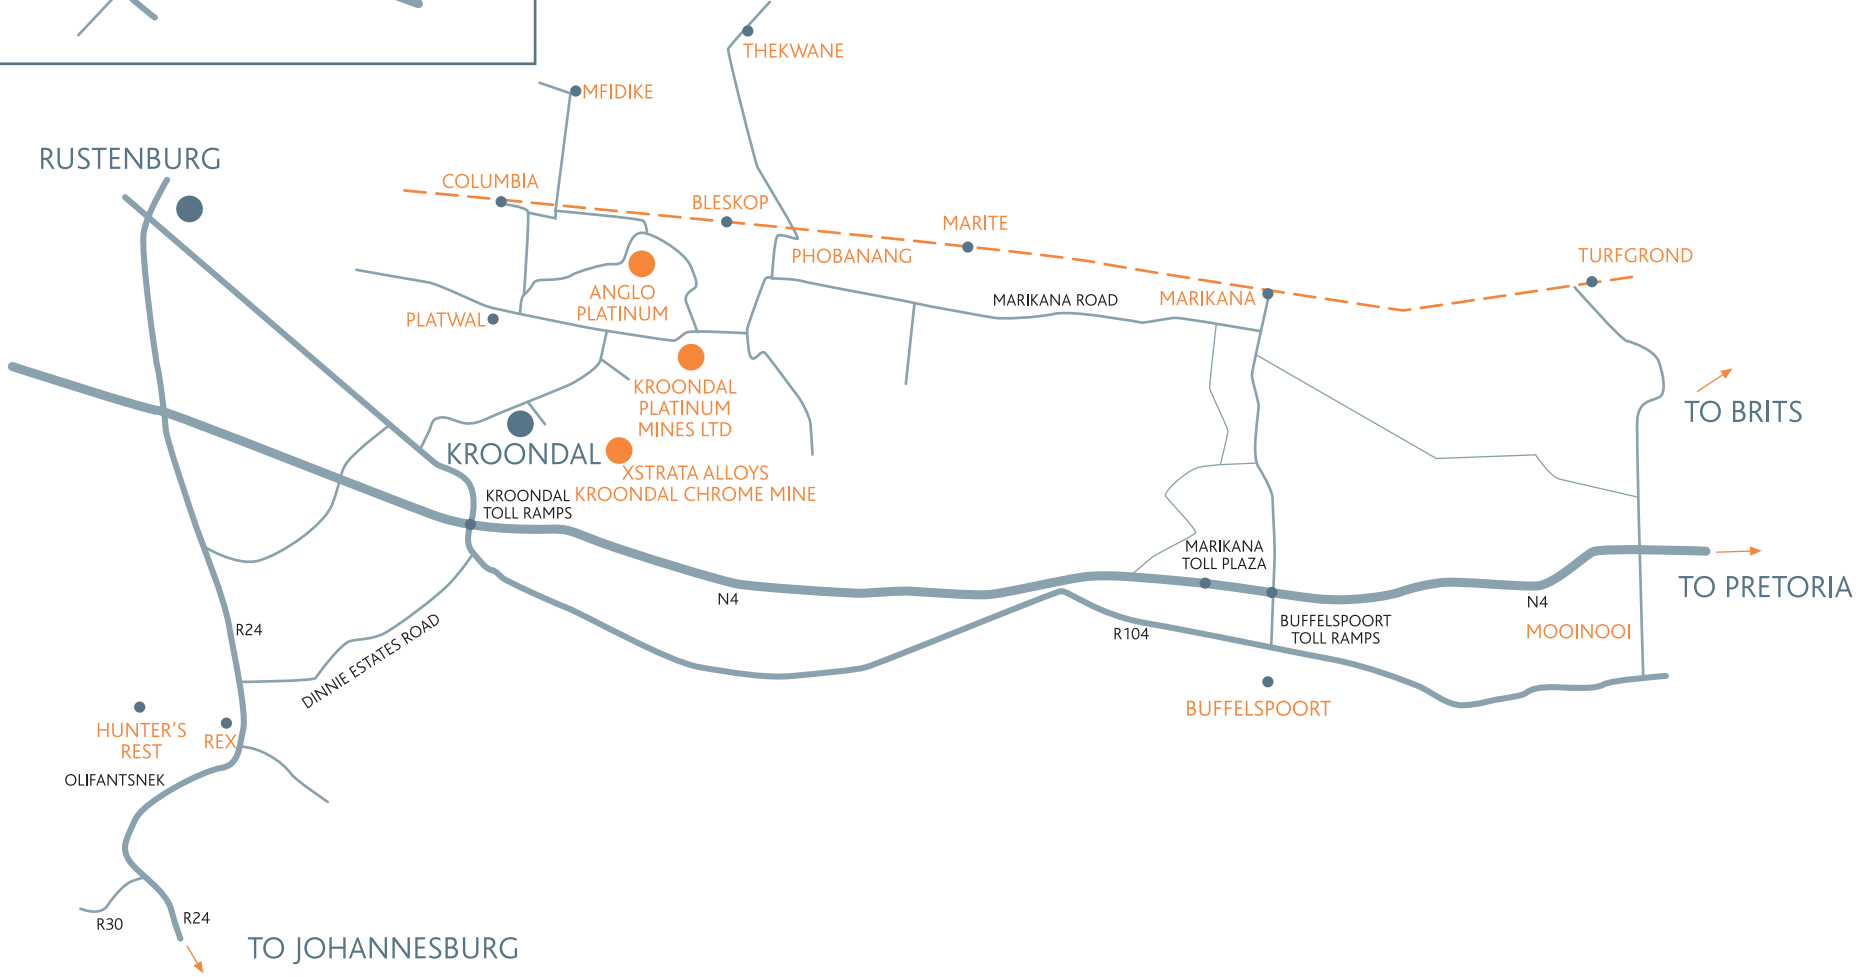 THEKWANE
MFIDIKE
RUSTENBURG
COLUMBIA
BLESKOP
MARITE
PHOBANANG
TURFGROND
ANGLO
PLATINUM
MARIKANA ROAD
MARIKANA
PLATWAL
KROONDAL
PLATINUM
MINES LTD
TO BRITS
KROONDAL
XSTRATA ALLOYS
KROONDAL CHROME MINE
KROONDAL
TOLL RAMPS
MARIKANA
TOLL PLAZA
TO PRETORIA
N4
N4
R24
R104
BUFFELSPOORT
TOLL RAMPS
MOOINOOI
DINNIE ESTATES ROAD
BUFFELSPOORT
HUNTER'S
REST
REX
OLIFANTSNEK
R30
R24
TO JOHANNESBURG